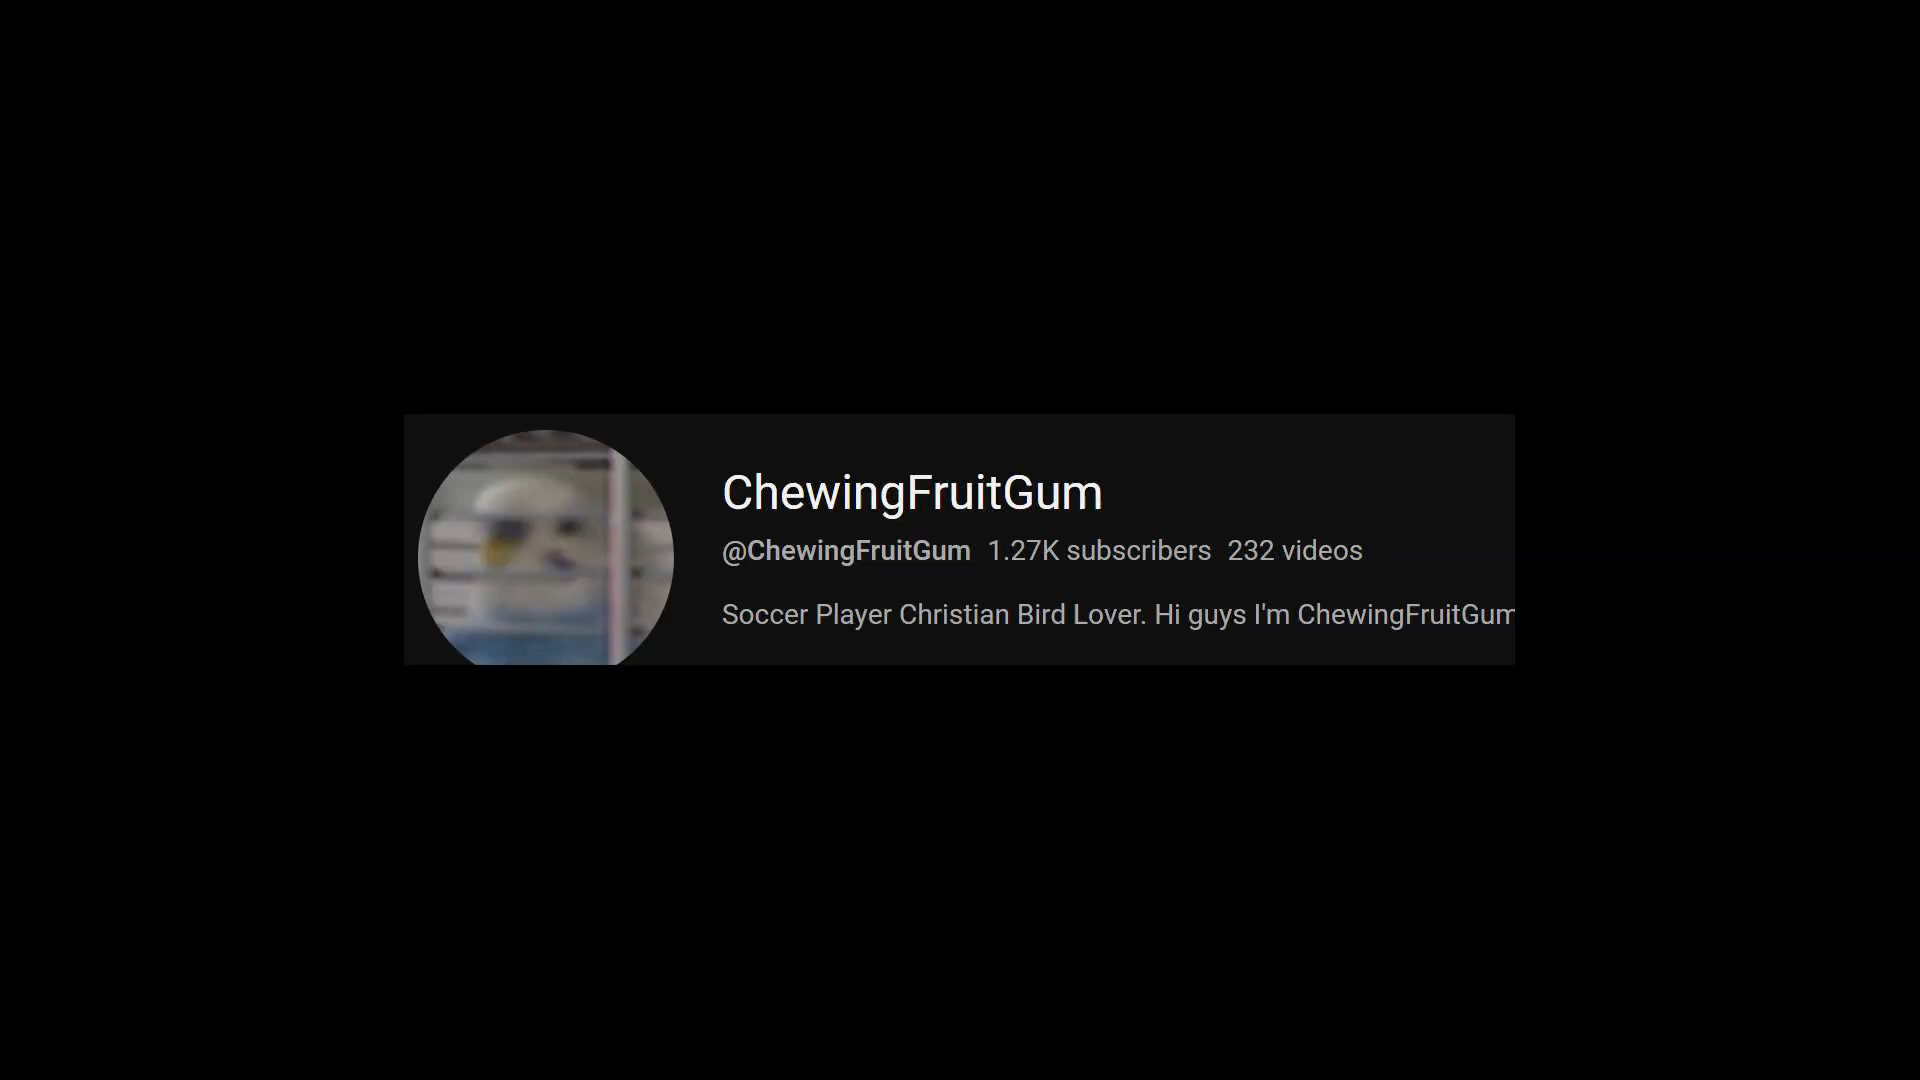 ChewingFruitGum
@ChewingFruitGum 1.27K subscribers 232 videos
Soccer Player Christian Bird Lover. Hi guys I'm ChewingFruitGum